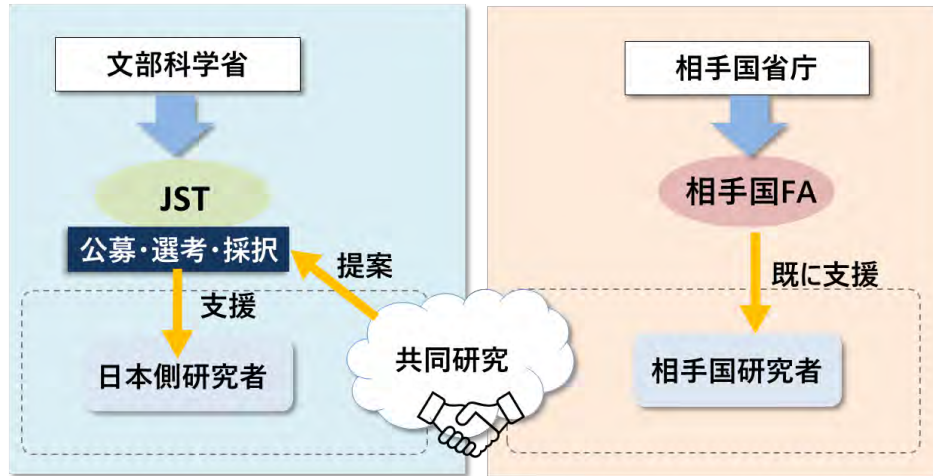 文部科学省
JST
公募・選考・採択
提案
支援
日本側研究者
共同研究
相手国省庁
相手国FA
既に支援
相手国研究者